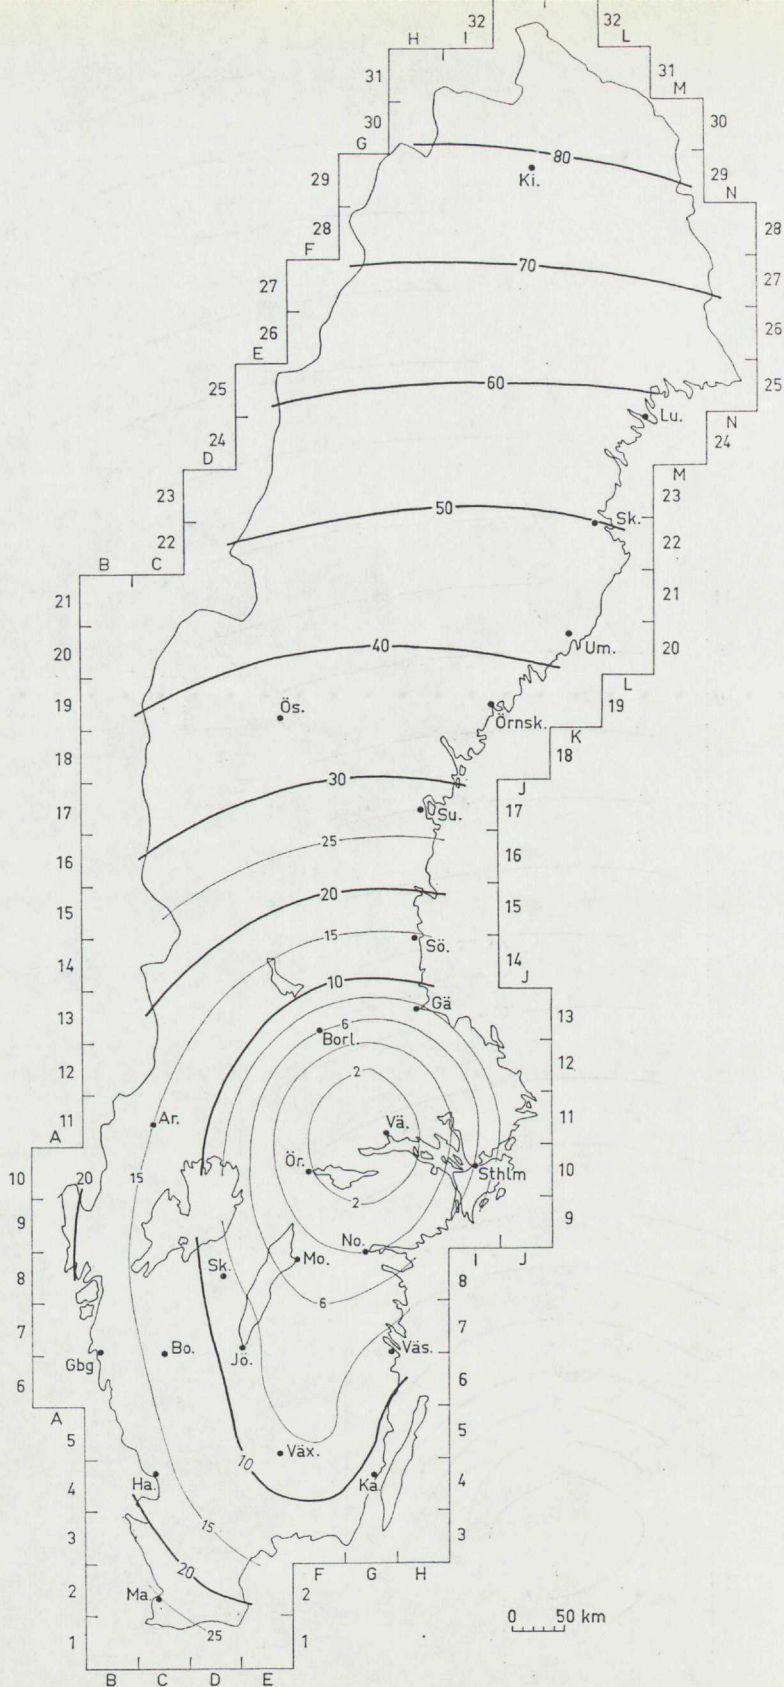 32 32
H I L
31 31
M
30 30
G
80
29 Ki. 29
N
28 28
F
70
27 27
26 26
E
60
25 25
Lu. N
24 24
D M
23 23
50 Sk.
22 22
B C
21 21
Um.
20 40 20
L
19 Ös. Örnsk. 19
K
18 18
30 J
17 Su. 17
25
16 16
20
15 15
15 Sö.
14 14
10 J
13 Gä 13
6
Borl.
12 12
2
11 Ar. Vä. 11
A
10 20 15 Ör. Sthlm 10
2
9 No. 9
Sk. Mo. I J
8 8
6
7 Bo. Jö. Väs. 7
Gbg
6 6
A
5 5
10 Väx.
4 Ha. Ka. 4
15
3 3
20 F G H
2 Ma. 2
0 50 km
1 25 1
B C D E